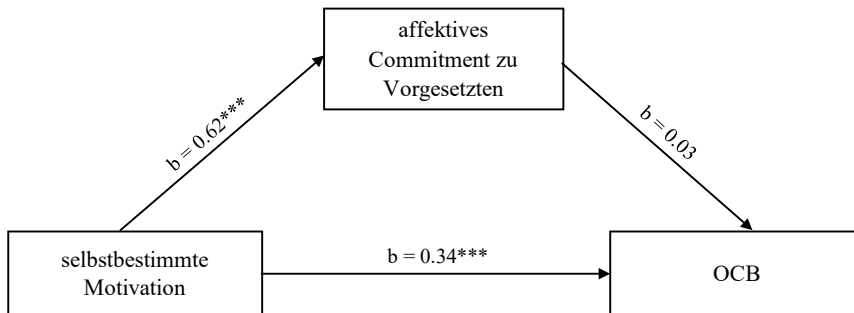 affektives
Commitment zu
Vorgesetzten
b = 0.62***
b = 0.03
selbstbestimmte
Motivation
b = 0.34***
OCB